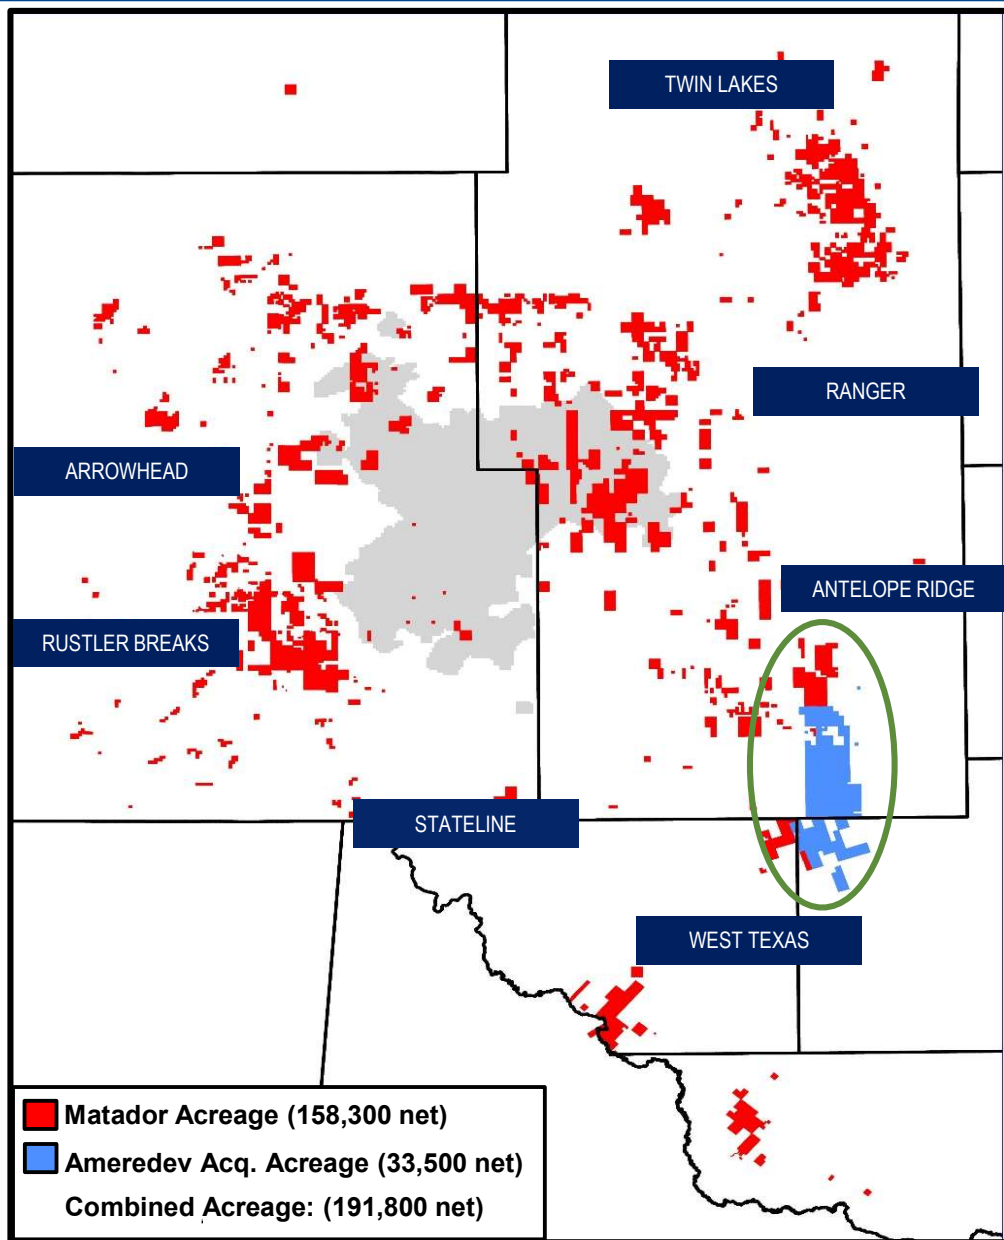 TWIN LAKES
RANGER
ARROWHEAD
ANTELOPE RIDGE
RUSTLER BREAKS
STATELINE
WEST TEXAS
Matador Acreage (158,300 net)
Ameredev Acq. Acreage (33,500 net)
Combined Acreage: (191,800 net)